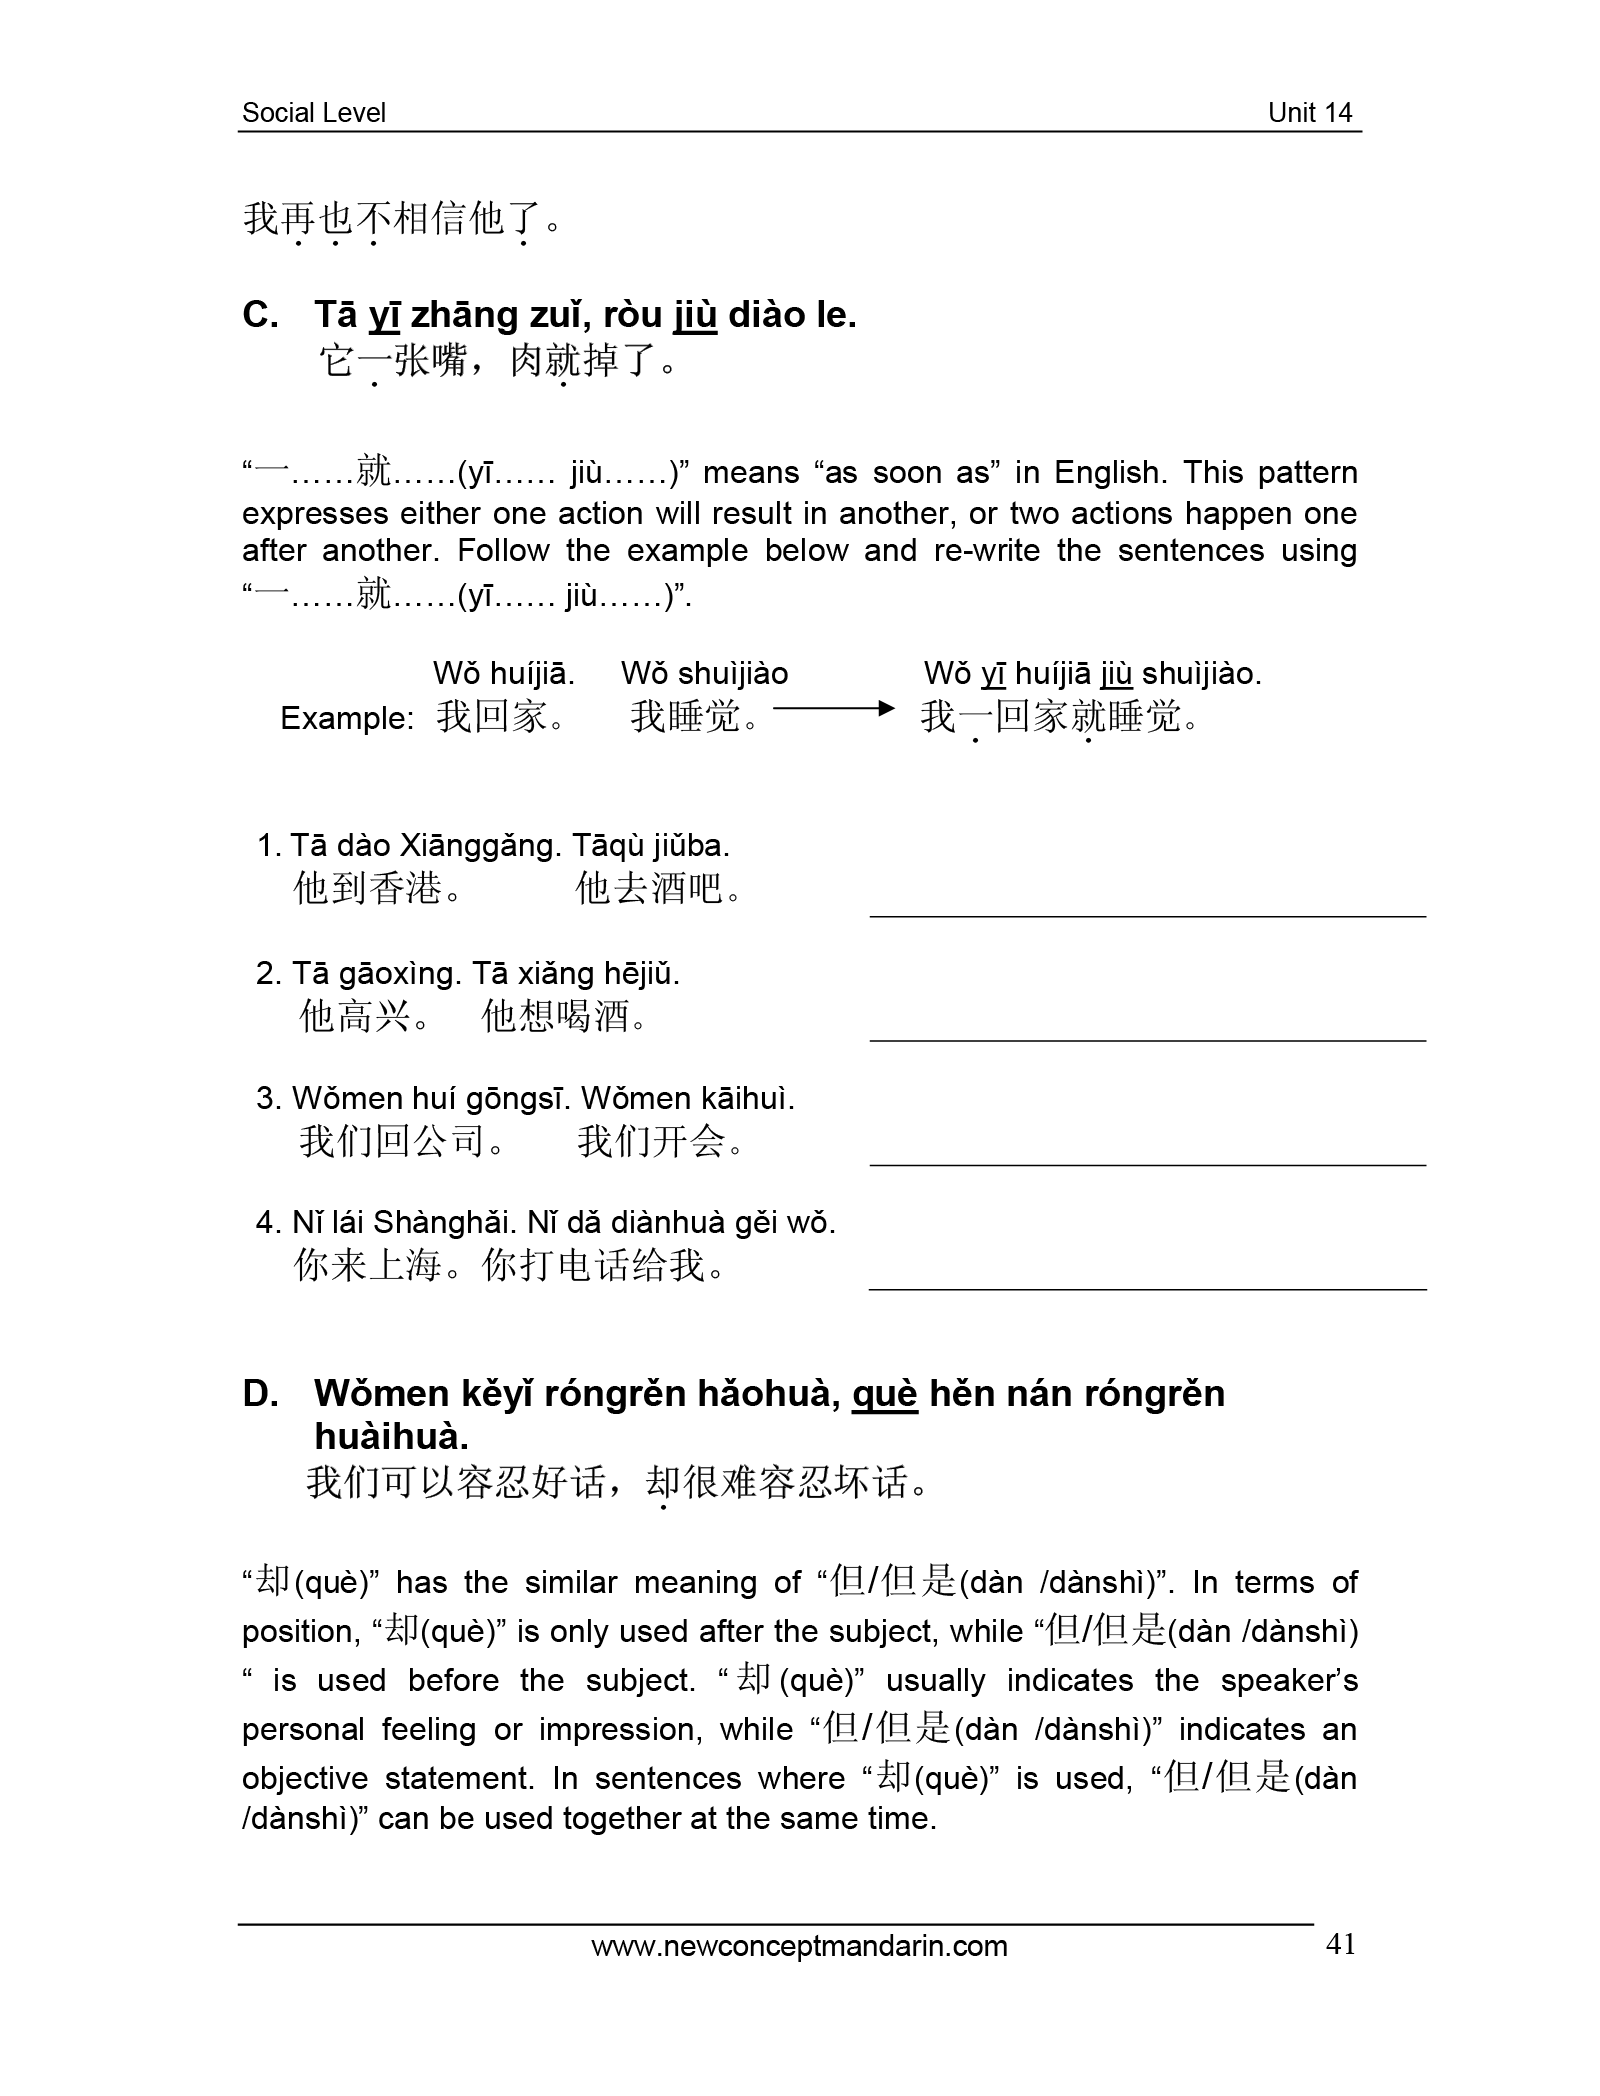 Social Level Unit 14
我再也不相信他了。
C. Tā yī zhāng zuǐ, ròu jiù diào le.
它一张嘴，肉就掉了。
“一……就……(yī…… jiù……)” means “as soon as” in English. This pattern
expresses either one action will result in another, or two actions happen one
after another. Follow the example below and re-write the sentences using
“一……就……(yī…… jiù……)”.
Wǒ huíjiā. Wǒ shuìjiào Wǒ yī huíjiā jiù shuìjiào.
Example: 我回家。 我睡觉。 我一回家就睡觉。
1. Tā dào Xiānggǎng. Tāqù jiǔba.
他到香港。 他去酒吧。
2. Tā gāoxìng. Tā xiǎng hējiǔ.
他高兴。 他想喝酒。
3. Wǒmen huí gōngsī. Wǒmen kāihuì.
我们回公司。 我们开会。
4. Nǐ lái Shànghǎi. Nǐ dǎ diànhuà gěi wǒ.
你来上海。你打电话给我。
D. Wǒmen kěyǐ róngrěn hǎohuà, què hěn nán róngrěn
huàihuà.
我们可以容忍好话，却很难容忍坏话。
“却(què)” has the similar meaning of “但/但是(dàn /dànshì)”. In terms of
position, “却(què)” is only used after the subject, while “但/但是(dàn /dànshì)
“ is used before the subject. “却(què)” usually indicates the speaker’s
personal feeling or impression, while “但/但是(dàn /dànshì)” indicates an
objective statement. In sentences where “却(què)” is used, “但/但是(dàn
/dànshì)” can be used together at the same time.
www.newconceptmandarin.com 41